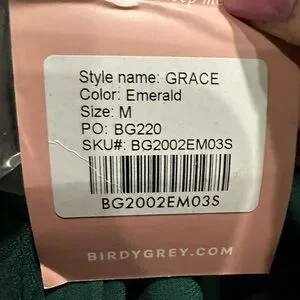 Style name: GRACE
Color: Emerald
Size: M
PO: BG220
SKU#: BG2002EM03S
BG2002EM03S
BIRDYGREY.COM